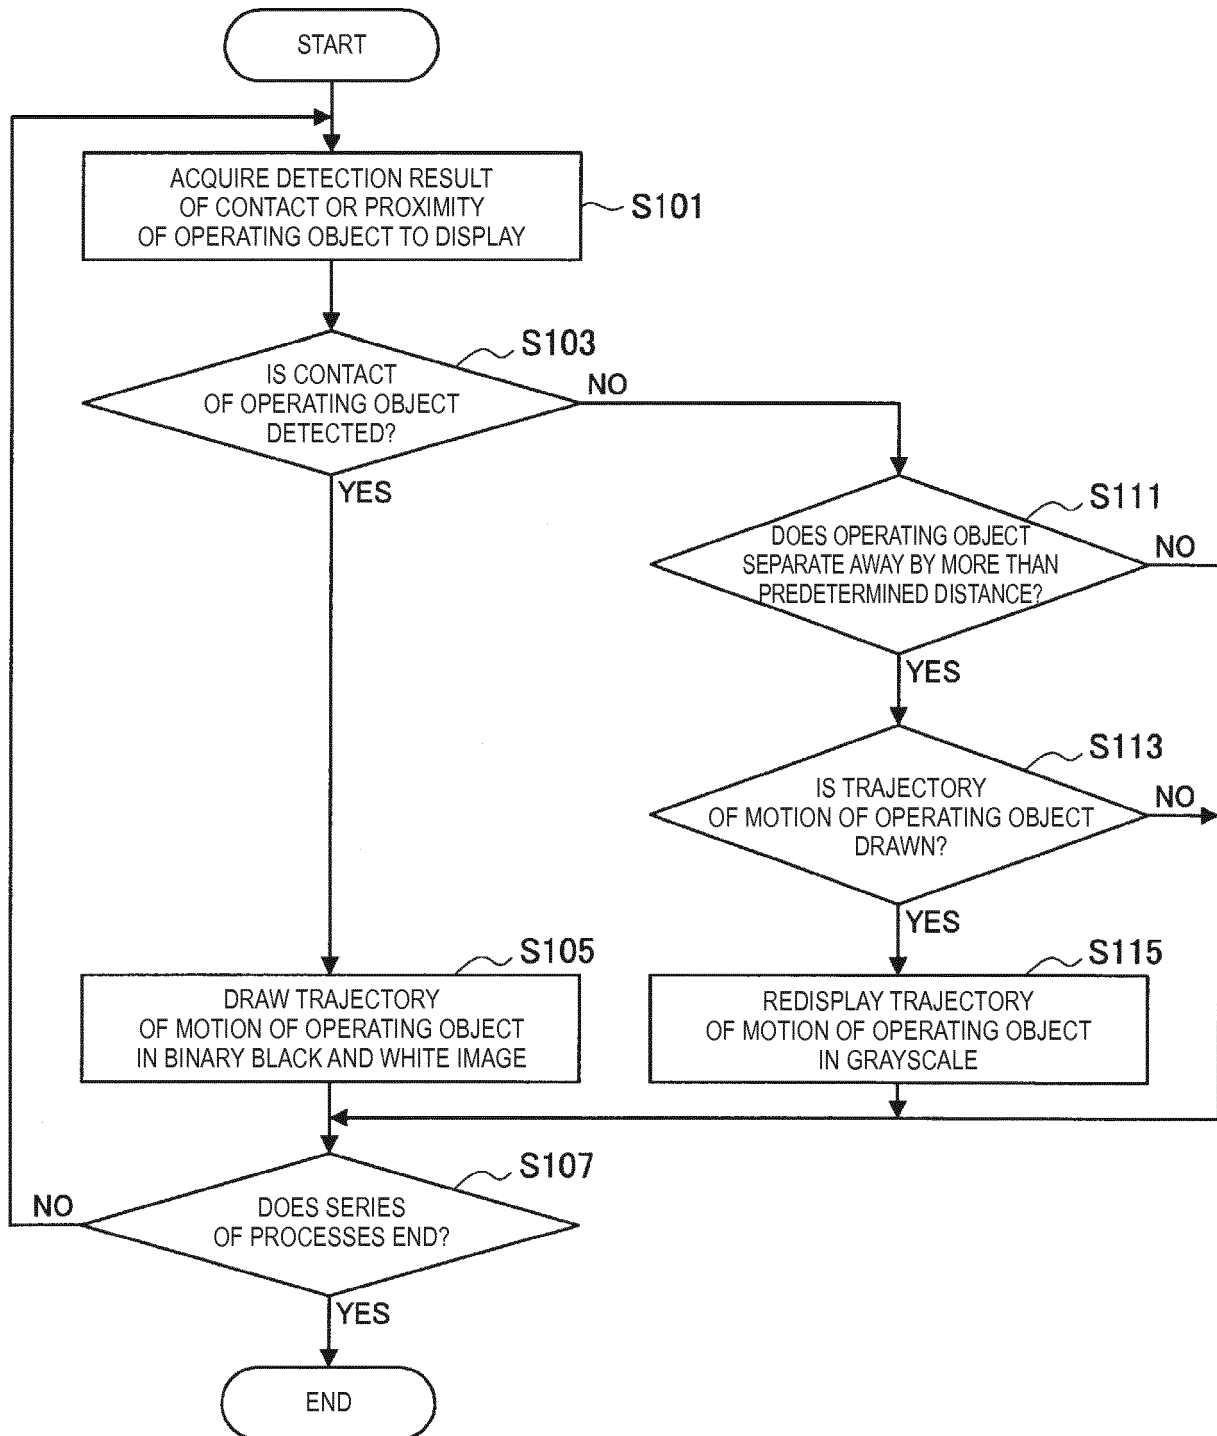 START
ACQUIRE DETECTION RESULT
OF CONTACT OR PROXIMITY
OF OPERATING OBJECT TO DISPLAY
S101
S103
IS CONTACT
OF OPERATING OBJECT
DETECTED?
NO
YES
S111
DOES OPERATING OBJECT
SEPARATE AWAY BY MORE THAN
PREDETERMINED DISTANCE?
NO
YES
S113
IS TRAJECTORY
OF MOTION OF OPERATING OBJECT
DRAWN?
NO
YES
S105
DRAW TRAJECTORY
OF MOTION OF OPERATING OBJECT
IN BINARY BLACK AND WHITE IMAGE
S115
REDISPLAY TRAJECTORY
OF MOTION OF OPERATING OBJECT
IN GRAYSCALE
S107
DOES SERIES
OF PROCESSES END?
NO
YES
END